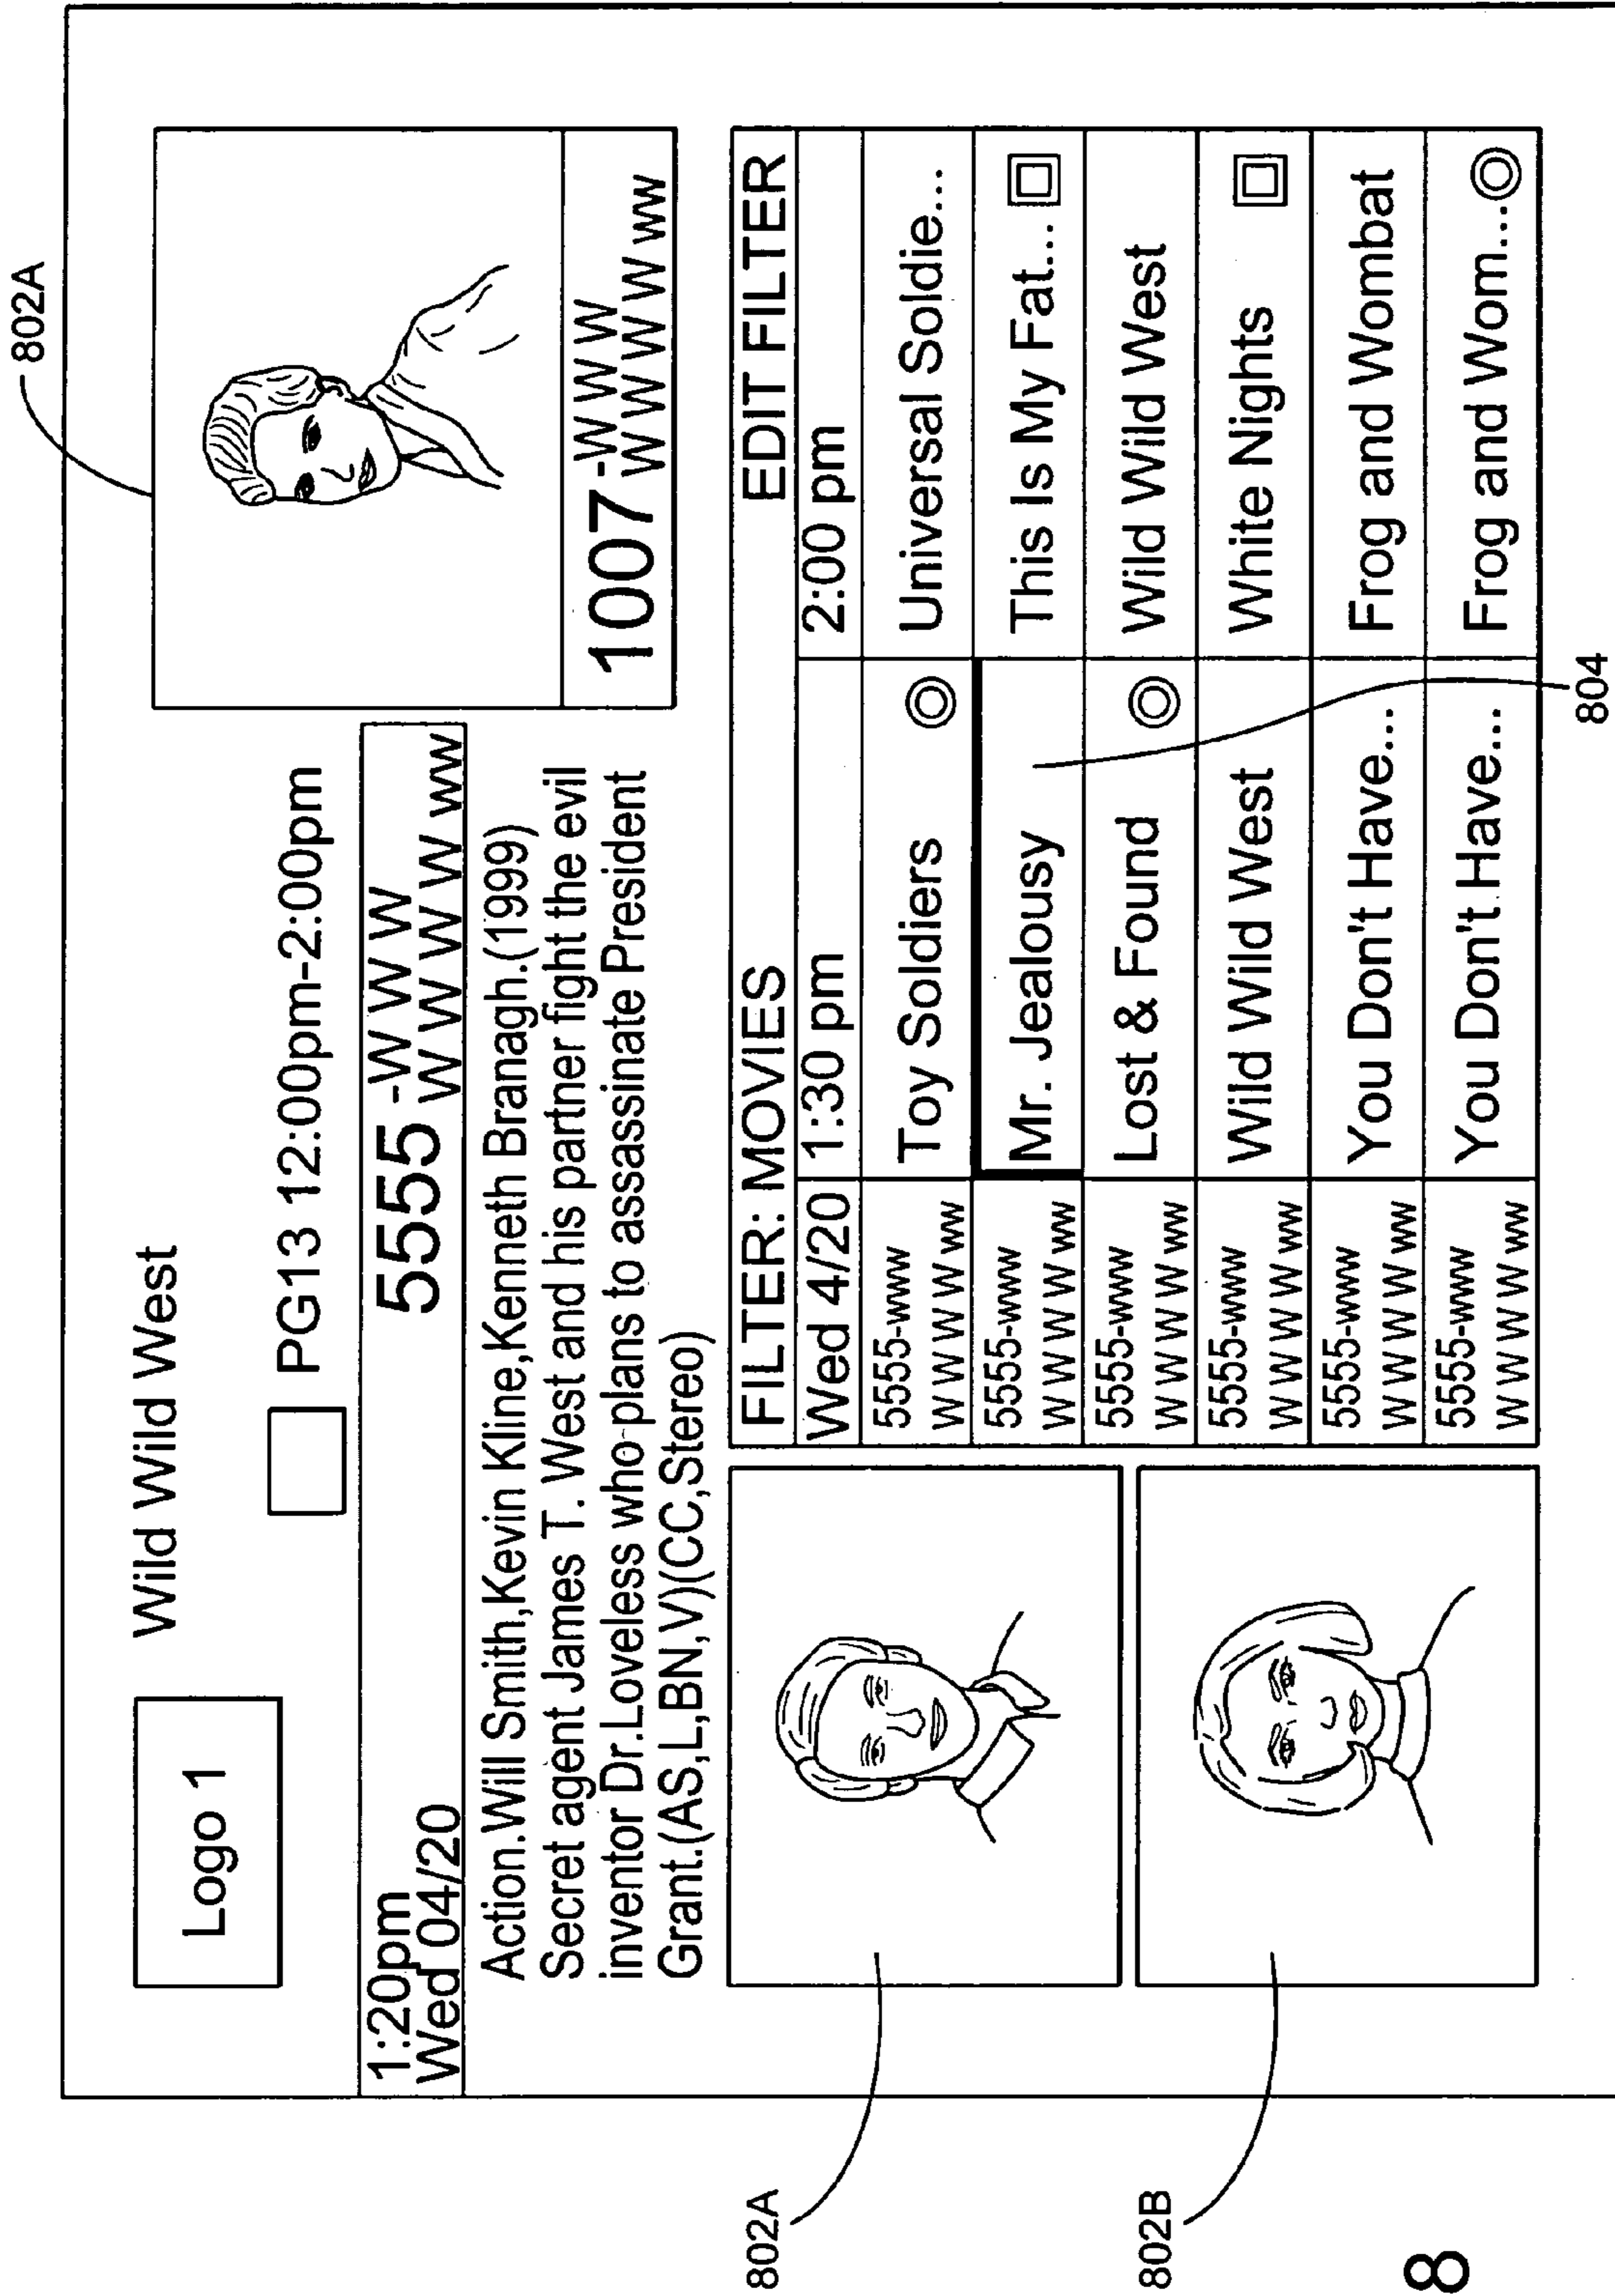 802A
Wild Wild West
Logo 1
PG13 12:00pm-2:00pm
1:20pm
Wed 04/20
5555 -W W W
W W W W ww
Action.Will Smith,Kevin Kline,Kenneth Branagh.(1999)
Secret agent James T. West and his partner fight the evil
inventor Dr.Loveless who plans to assassinate President
Grant.(AS,L,BN,V)(CC,Stereo)
1007 -W W W
W W W W ww
FILTER: MOVIES EDIT FILTER
Wed 4/20 1:30 pm 2:00 pm
5555-www
W W W W ww
Toy Soldiers
Universal Soldie...
5555-www
W W W W ww
Mr. Jealousy
This Is My Fat...
5555-www
W W W W ww
Lost & Found
Wild Wild West
5555-www
W W W W ww
Wild Wild West
White Nights
5555-www
W W W W ww
You Don't Have...
Frog and Wombat
5555-www
W W W W ww
You Don't Have...
Frog and Wom...
802A
802B
804
8